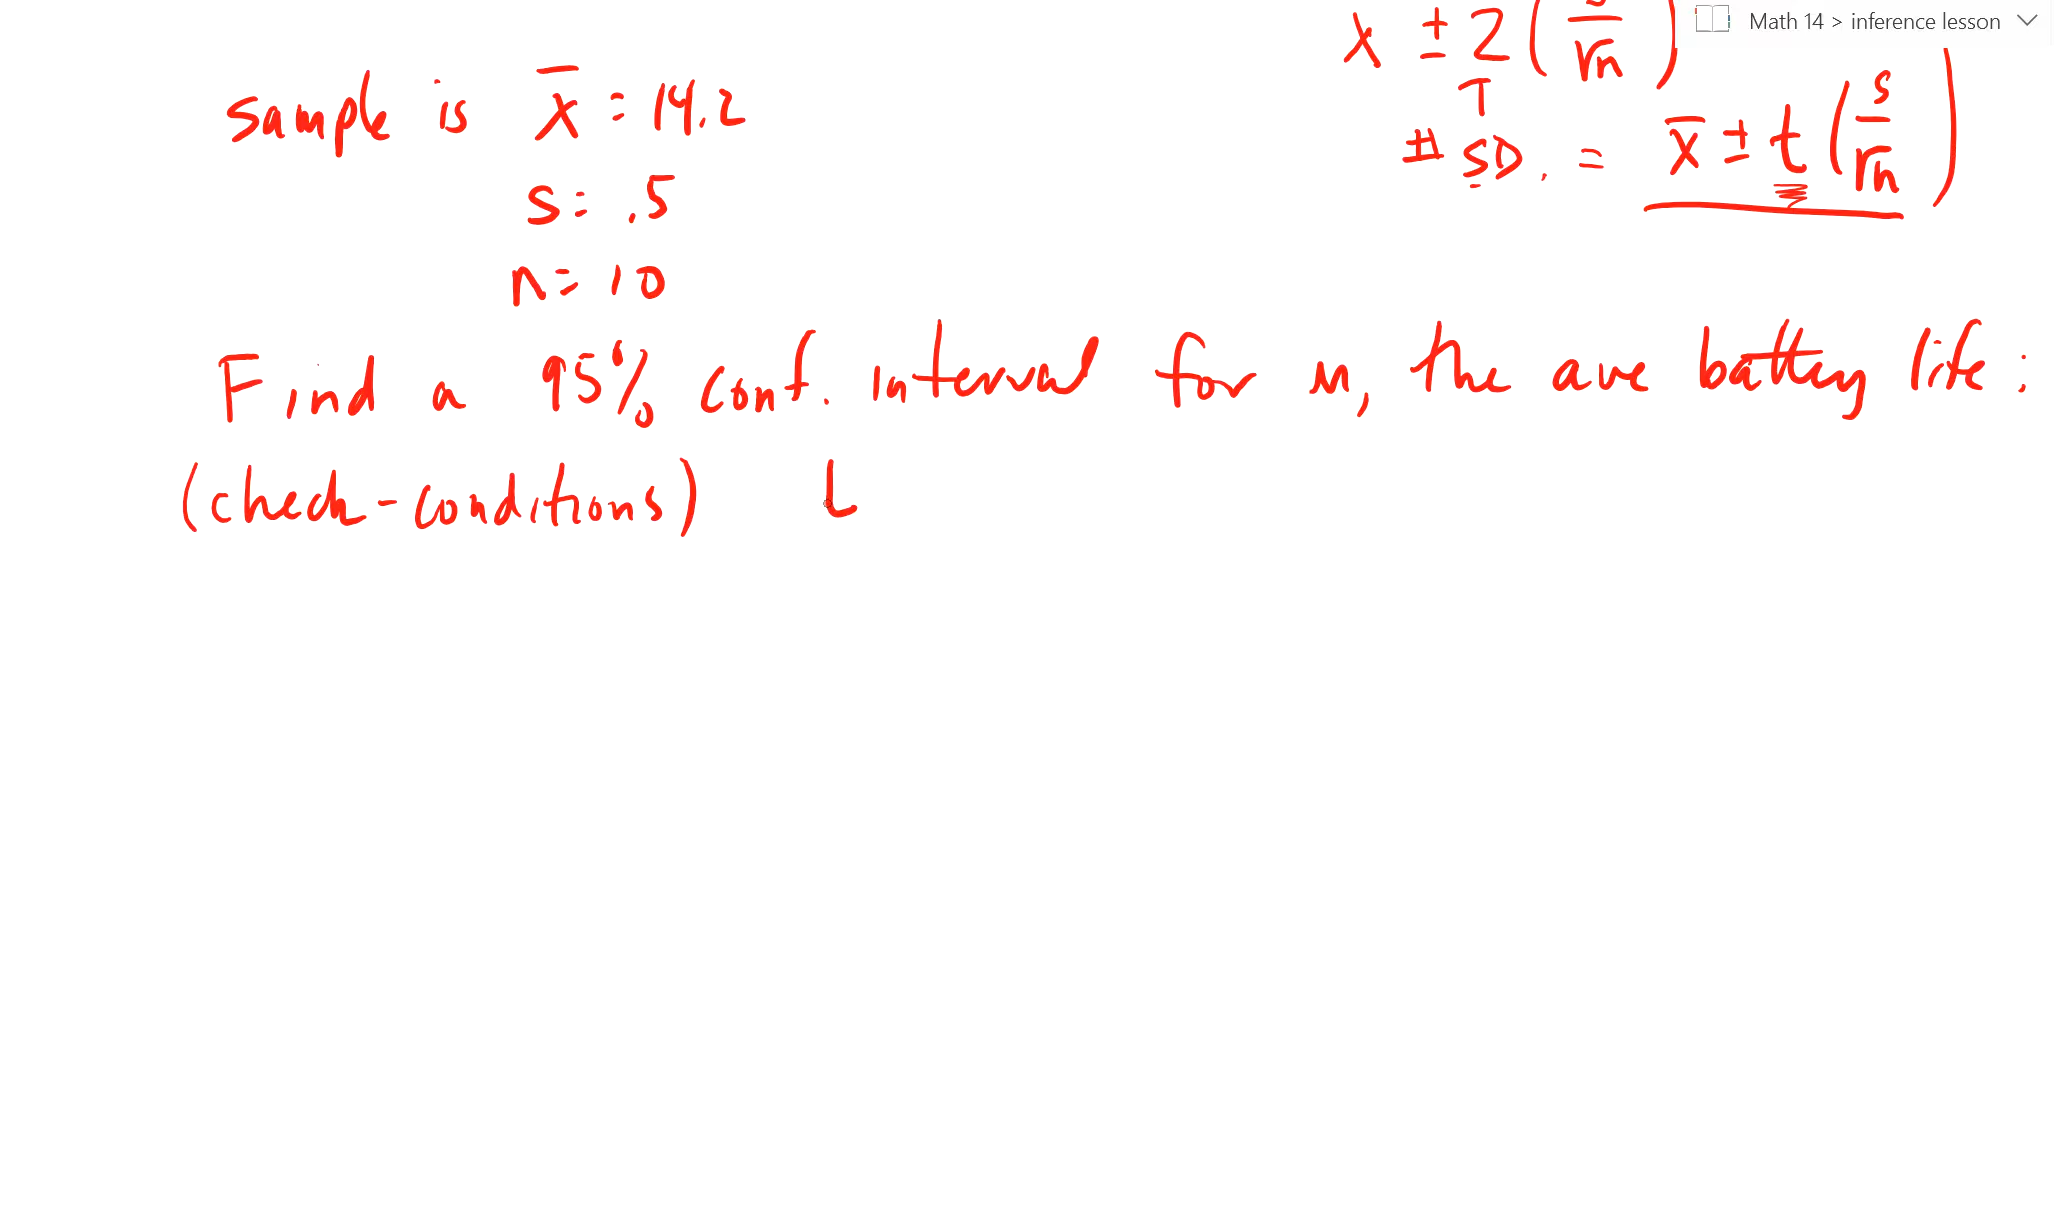 Math 14 > inference lesson
x ± 2 (s/√n)
sample is x̄ = 14.2
↑
# SD. = x̄ ± t (s/√n)
s = .5
n = 10
Find a 95% conf. interval for μ, the ave battery life:
(check-conditions)